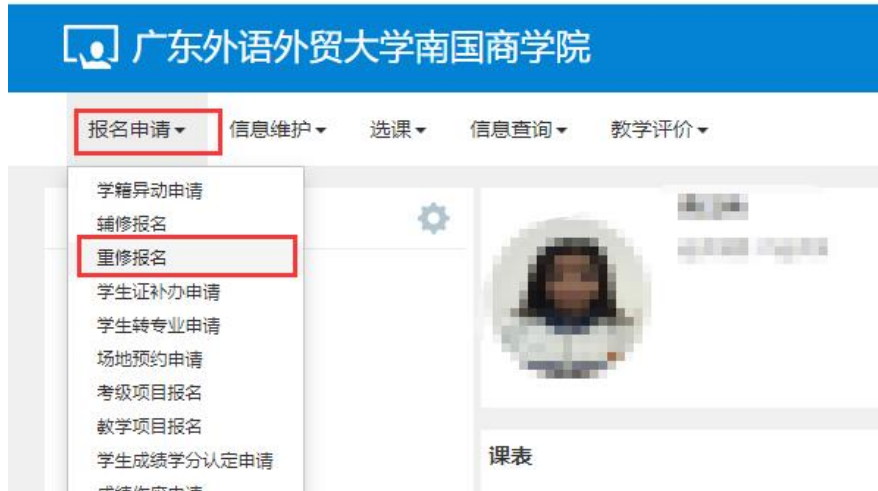 广东外语外贸大学南国商学院
报名申请 信息维护 选课 信息查询 教学评价
学籍异动申请
辅修报名
重修报名
学生证补办申请
学生转专业申请
场地预约申请
考级项目报名
教学项目报名
学生成绩学分认定申请
课表